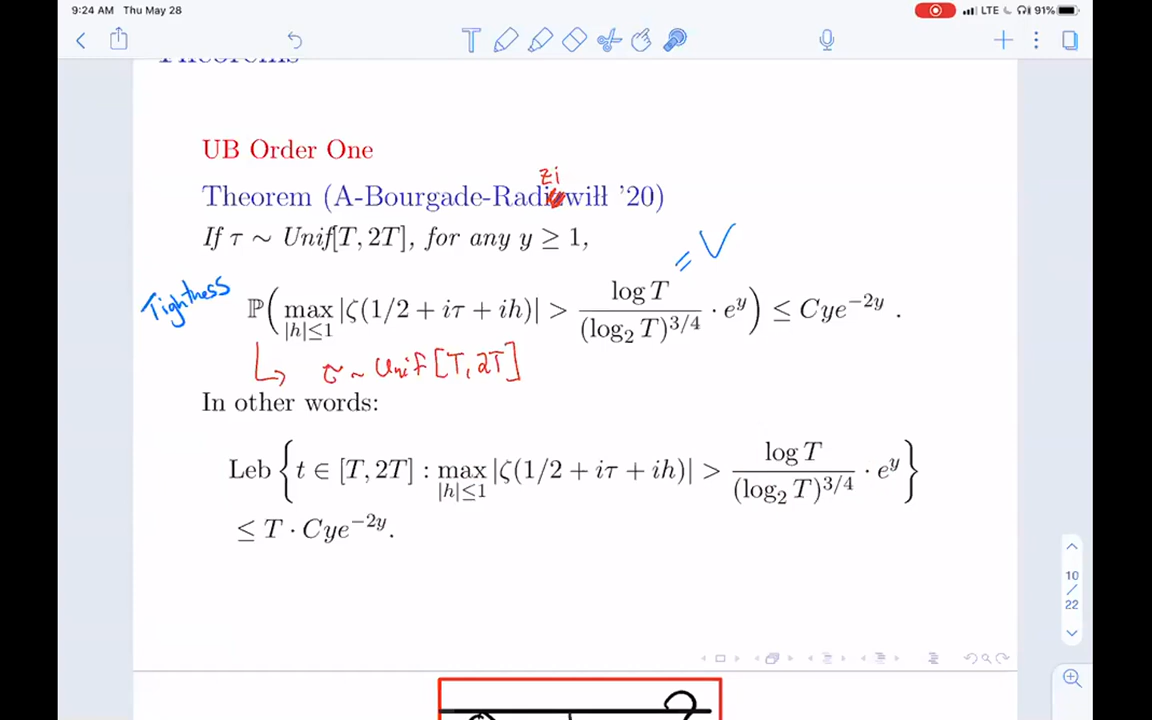 9:24 AM Thu May 28
LTE 91%
Theorems
UB Order One
zi
Theorem (A-Bourgade-Radziwiłł '20)
If τ ∼ Unif[T, 2T], for any y ≥ 1,
= V
Tightness
ℙ( max_{|h|≤1} |ζ(1/2 + iτ + ih)| > log T / (log₂ T)^{3/4} · e^y ) ≤ Cye^{−2y} .
↳ τ ~ Unif [T, 2T]
In other words:
Leb { t ∈ [T, 2T] : max_{|h|≤1} |ζ(1/2 + iτ + ih)| > log T / (log₂ T)^{3/4} · e^y }
≤ T · Cye^{−2y}.
10
/
22